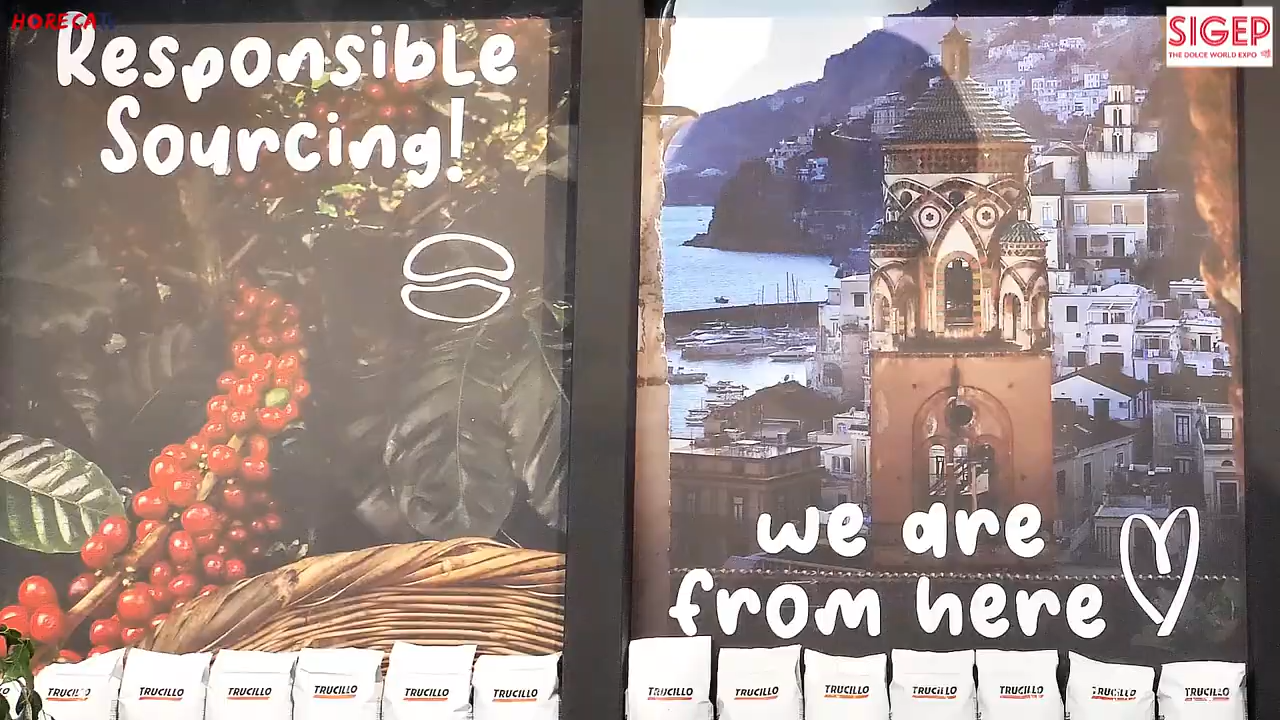 HORECA
SIGEP
THE DOLCE WORLD EXPO
Responsible
Sourcing!
we are
from here
TRUCILLO
TRUCILLO
TRUCILLO
TRUCILLO
TRUCILLO
TRUCILLO
TRUCILLO
TRUCILLO
TRUCILLO
TRUCILLO
TRUCILLO
TRUCILLO
TRUCILLO